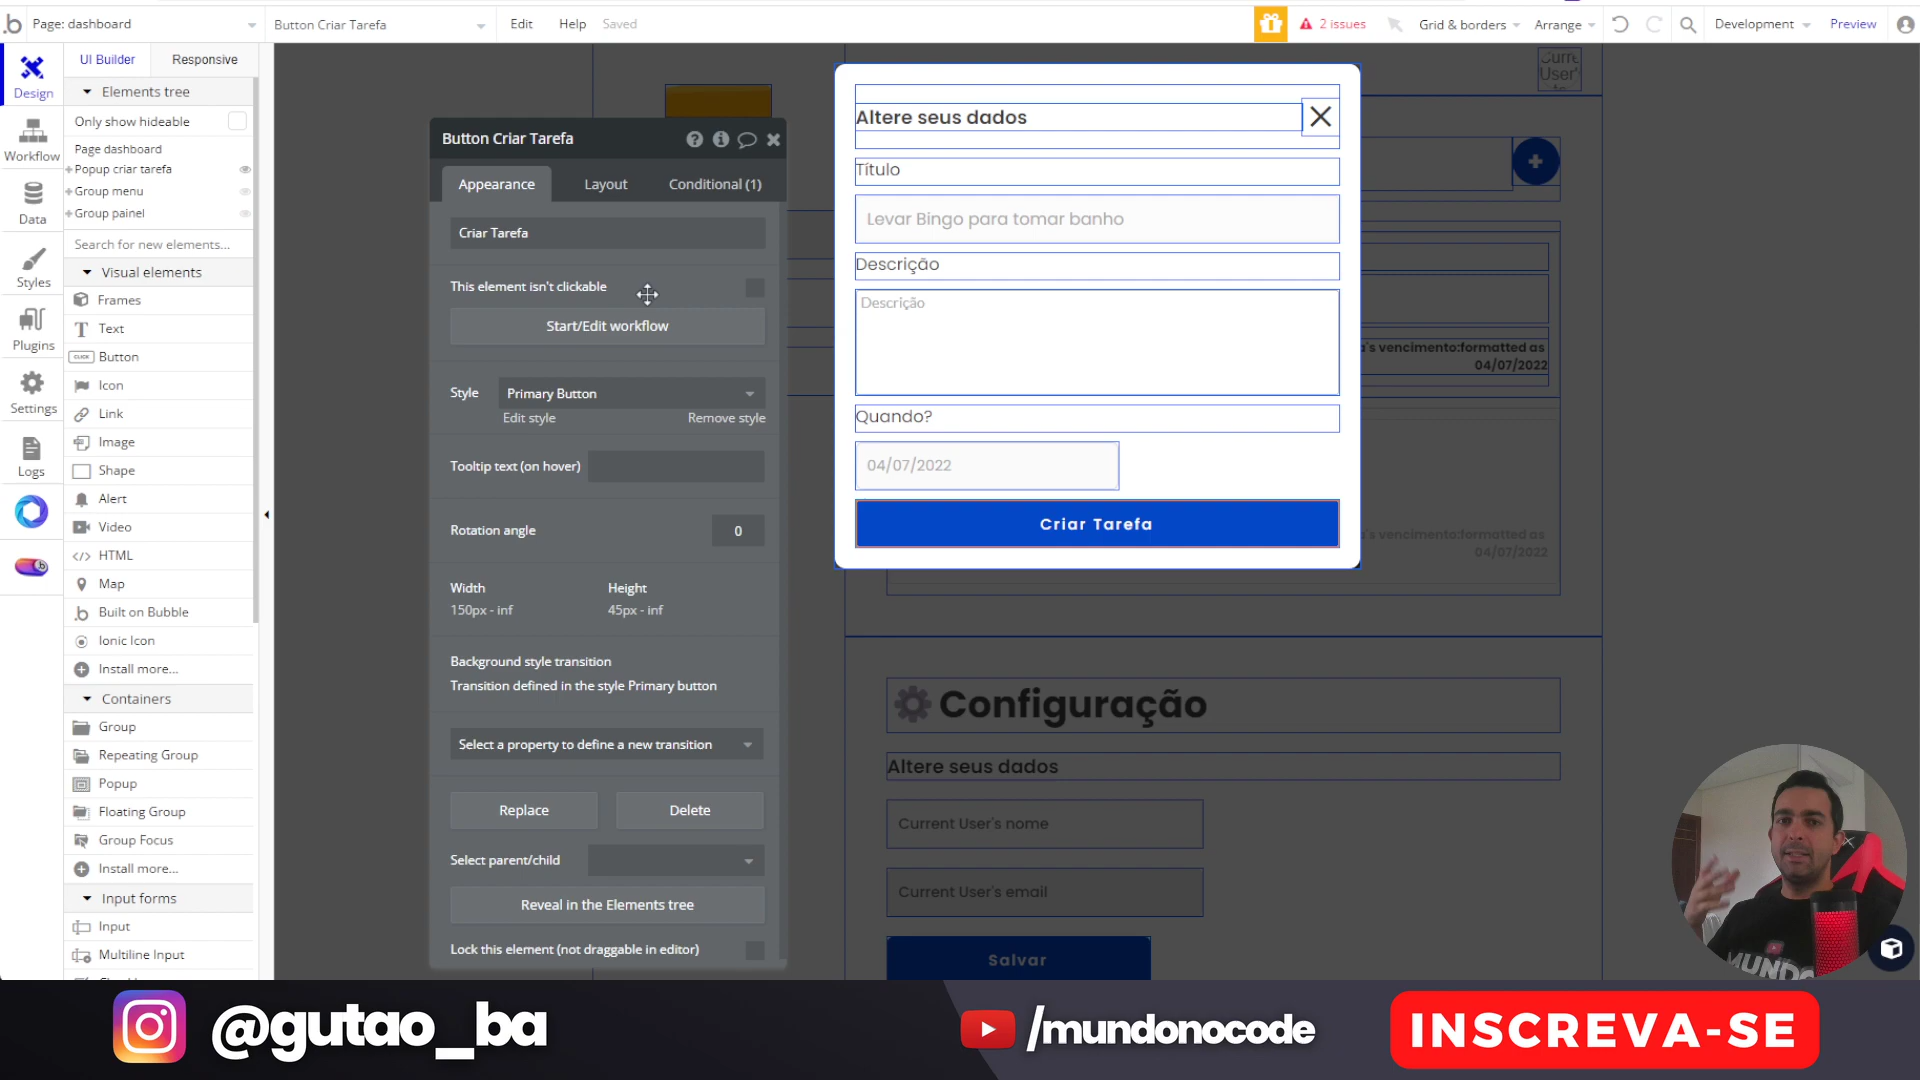 Page: dashboard
Button Criar Tarefa
Edit
Help
Saved
2 issues
Grid & borders
Arrange
Development
Preview
Design
Workflow
Data
Styles
Plugins
Settings
Logs
UI Builder
Responsive
Elements tree
Only show hideable
Page dashboard
Popup criar tarefa
Group menu
Group painel
Search for new elements...
Visual elements
Frames
Text
CLICK
Button
Icon
Link
Image
Shape
Alert
Video
</> HTML
Map
Built on Bubble
Ionic Icon
Install more...
Containers
Group
Repeating Group
Popup
Floating Group
Group Focus
Install more...
Input forms
Input
Multiline Input
Button Criar Tarefa
Appearance
Layout
Conditional (1)
Criar Tarefa
This element isn't clickable
Start/Edit workflow
Style
Primary Button
Edit style
Remove style
Tooltip text (on hover)
Rotation angle
0
Width
Height
150px - inf
45px - inf
Background style transition
Transition defined in the style Primary button
Select a property to define a new transition
Replace
Delete
Select parent/child
Reveal in the Elements tree
Lock this element (not draggable in editor)
Altere seus dados
Título
Levar Bingo para tomar banho
Descrição
Descrição
Quando?
04/07/2022
Criar Tarefa
User'
's vencimento:formatted as
04/07/2022
's vencimento:formatted as
04/07/2022
Configuração
Altere seus dados
Current User's nome
Current User's email
Salvar
@gutao_ba
/mundonocode
INSCREVA-SE